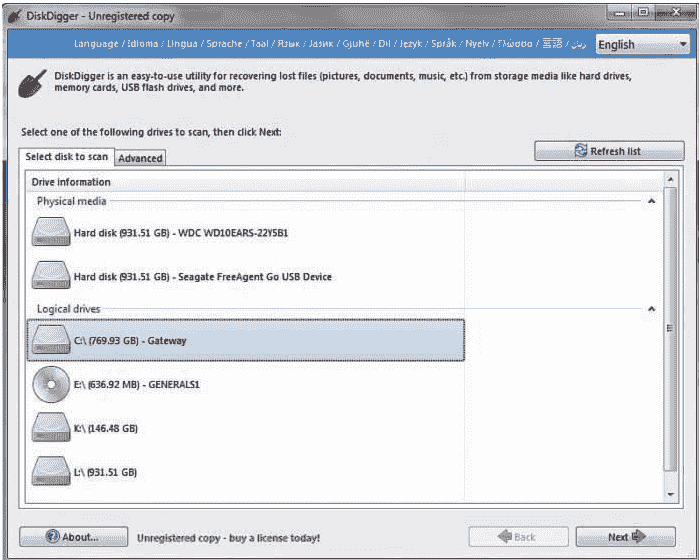 DiskDigger - Unregistered copy
Language / Idioma / Lingua / Sprache / Taal / Язык / Јазик / Gjuhë / Dil / Język / Språk / Nyelv / Γλώσσα / 言語 /
English
DiskDigger is an easy-to-use utility for recovering lost files (pictures, documents, music, etc.) from storage media like hard drives,
memory cards, USB flash drives, and more.
Select one of the following drives to scan, then click Next:
Refresh list
Select disk to scan
Advanced
Drive information
Physical media
Hard disk (931.51 GB) - WDC WD10EARS-22Y5B1
Hard disk (931.51 GB) - Seagate FreeAgent Go USB Device
Logical drives
C:\ (769.93 GB) - Gateway
E:\ (636.92 MB) - GENERALS1
K:\ (146.48 GB)
L:\ (931.51 GB)
About...
Unregistered copy - buy a license today!
Back
Next